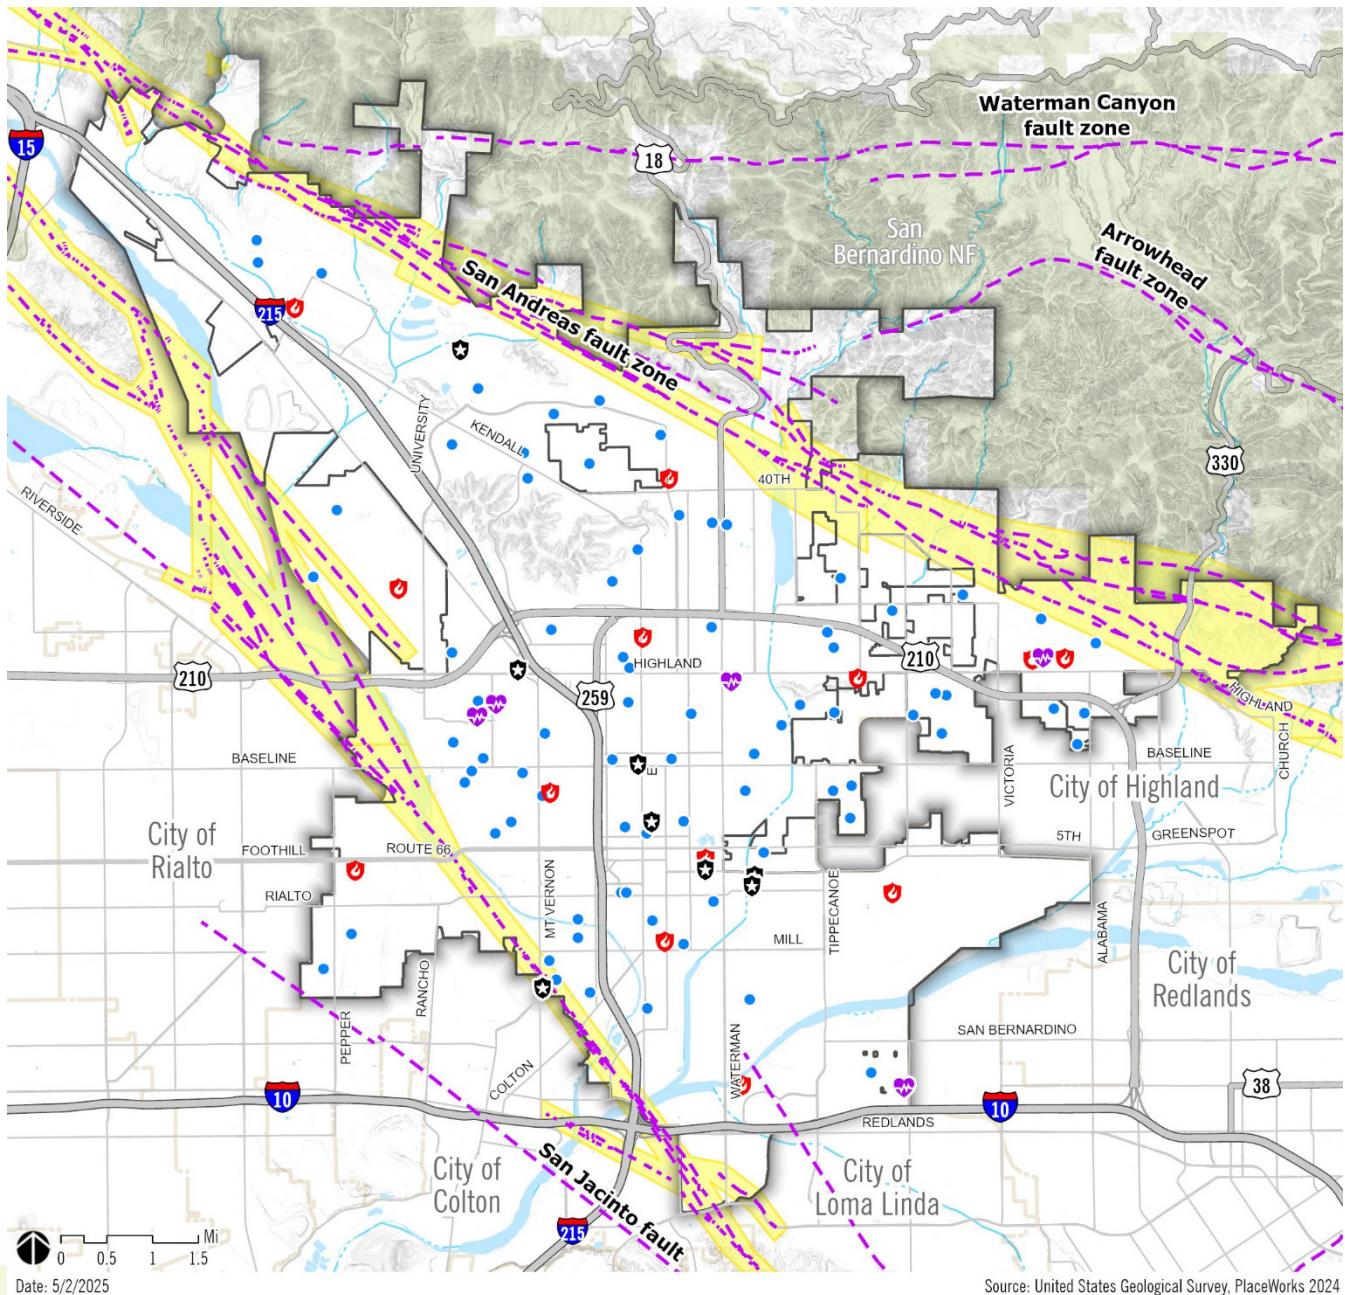 Waterman Canyon
fault zone
15
18
San
Bernardino NF
Arrowhead
fault zone
San Andreas fault zone
215
UNIVERSITY
KENDALL
40TH
330
RIVERSIDE
210
HIGHLAND
210
259
HIGHLAND
BASELINE
E
VICTORIA
BASELINE
CHURCH
City of Highland
City of
Rialto
FOOTHILL
ROUTE 66
5TH
GREENSPOT
RIALTO
MT VERNON
TIPPECANOE
MILL
ALABAMA
RANCHO
City of
Redlands
PEPPER
COLTON
WATERMAN
SAN BERNARDINO
10
10
38
REDLANDS
San Jacinto fault
City of
Colton
City of
Loma Linda
215
Mi
0 0.5 1 1.5
Date: 5/2/2025
Source: United States Geological Survey, PlaceWorks 2024